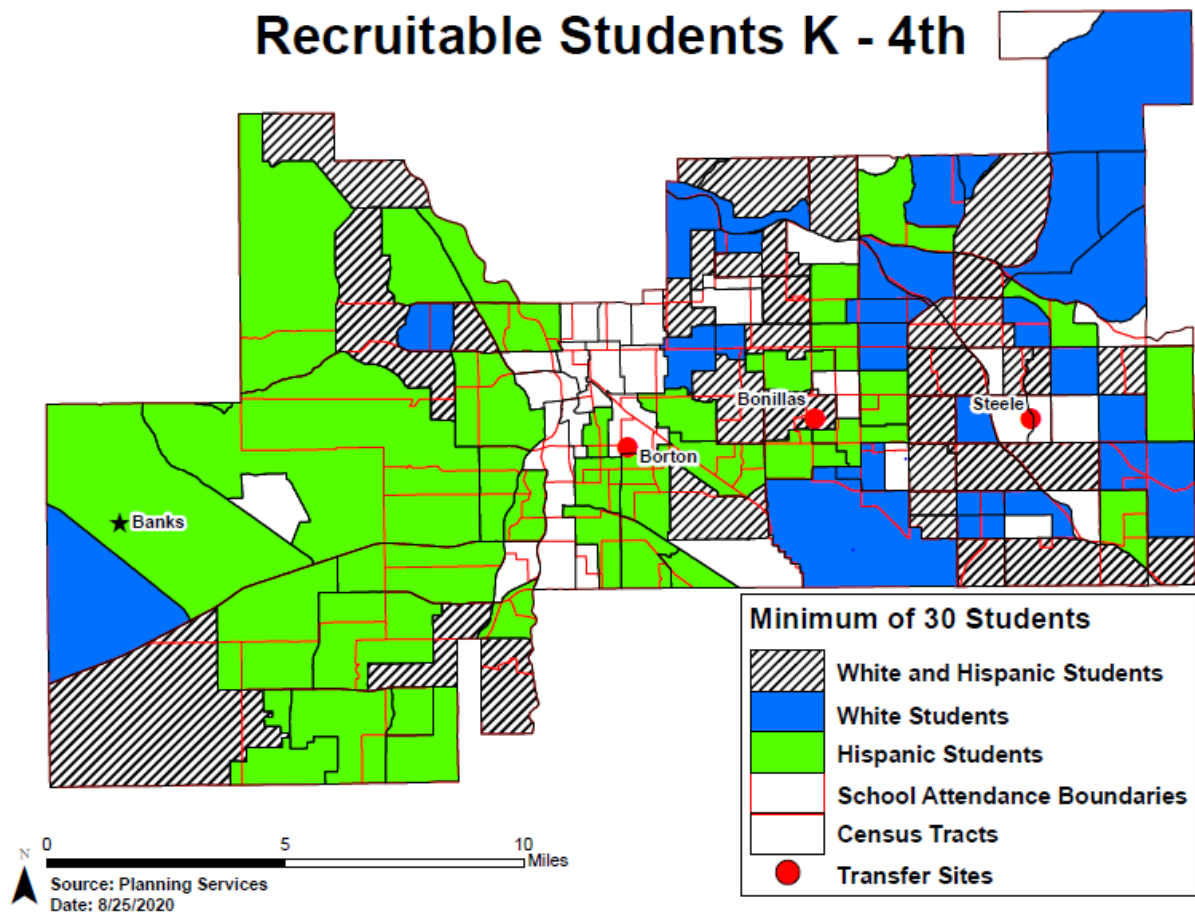 Recruitable Students K - 4th
Bonillas
Steele
Borton
Banks
Minimum of 30 Students
White and Hispanic Students
White Students
Hispanic Students
School Attendance Boundaries
Census Tracts
Transfer Sites
0 5 10
Miles
N
Source: Planning Services
Date: 8/25/2020